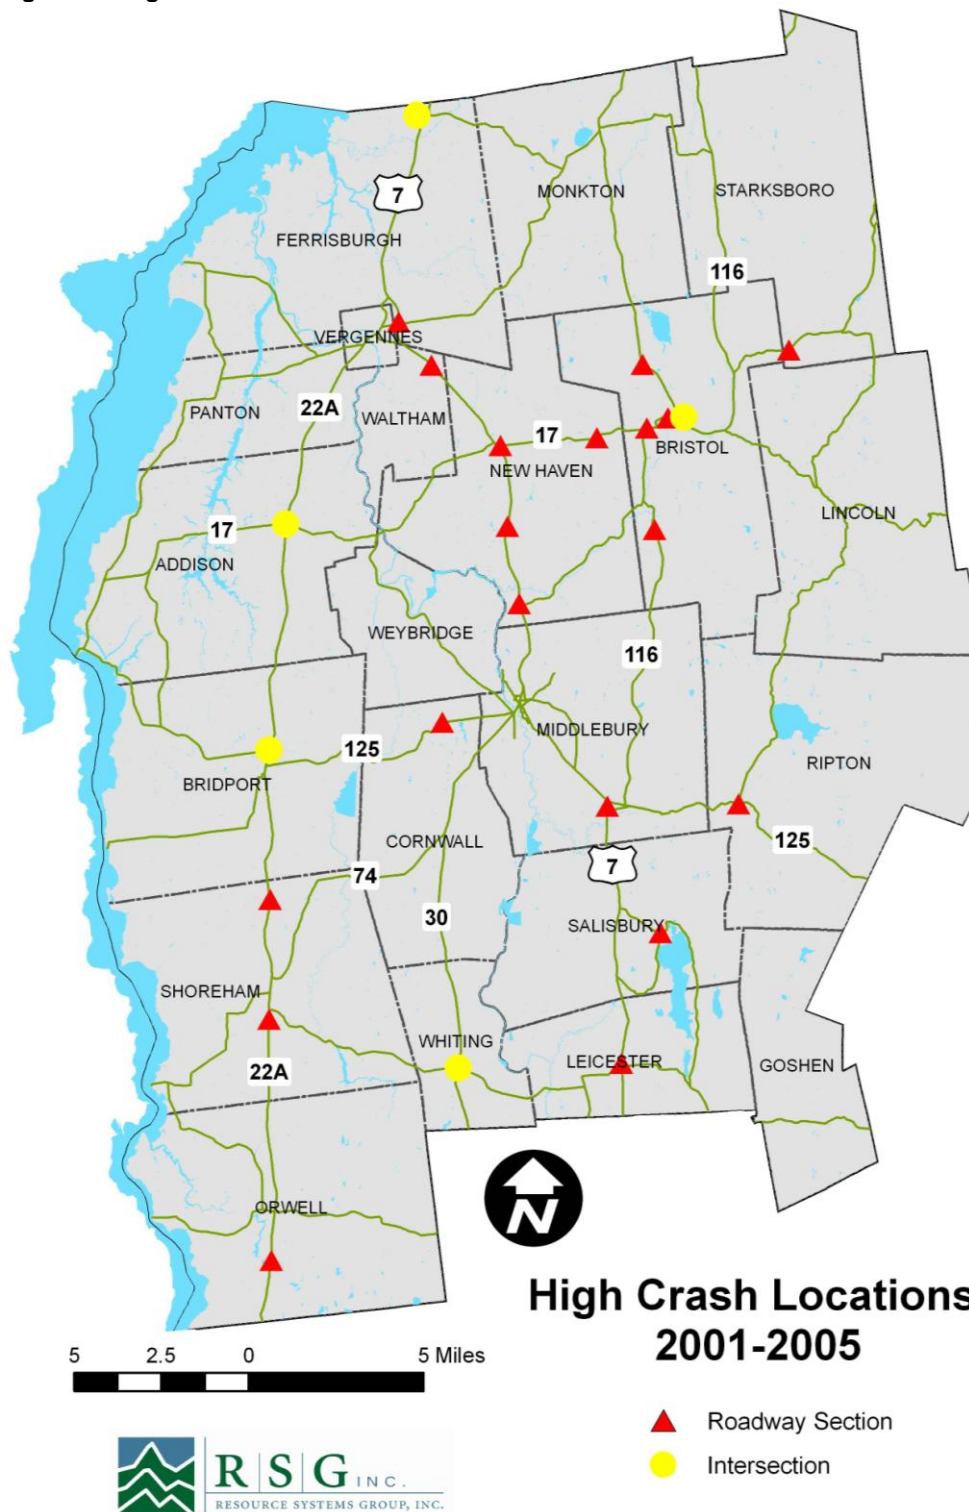 7
MONKTON
STARKSBORO
FERRISBURGH
116
VERGENNES
PANTON
22A
WALTHAM
17
BRISTOL
NEW HAVEN
LINCOLN
17
ADDISON
WEYBRIDGE
116
MIDDLEBURY
125
RIPTON
BRIDPORT
CORNWALL
125
74
7
30
SALISBURY
SHOREHAM
WHITING
LEICESTER
GOSHEN
22A
ORWELL
N
High Crash Locations
2001-2005
5 2.5 0 5 Miles
Roadway Section
Intersection
RSG INC.
RESOURCE SYSTEMS GROUP, INC.